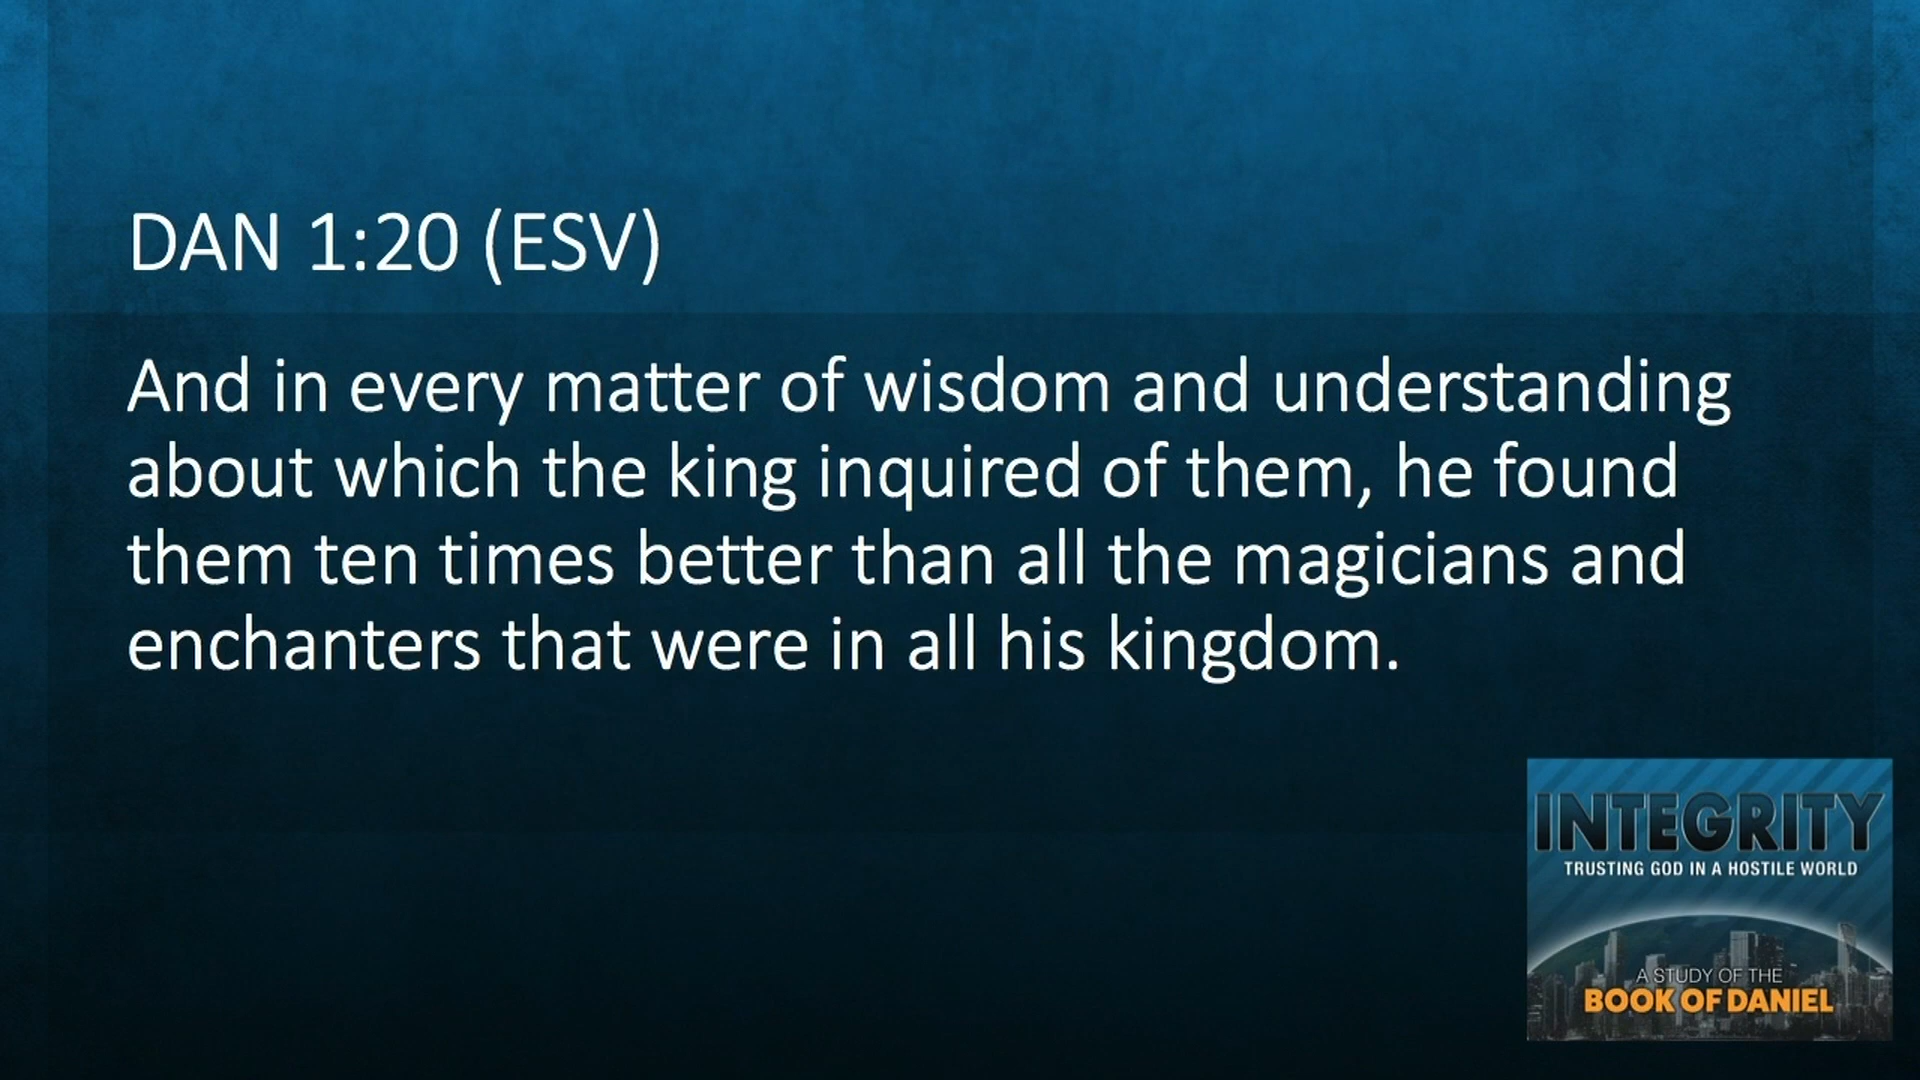 DAN 1:20 (ESV)
And in every matter of wisdom and understanding
about which the king inquired of them, he found
them ten times better than all the magicians and
enchanters that were in all his kingdom.
INTEGRITY
TRUSTING GOD IN A HOSTILE WORLD
A STUDY OF THE
BOOK OF DANIEL